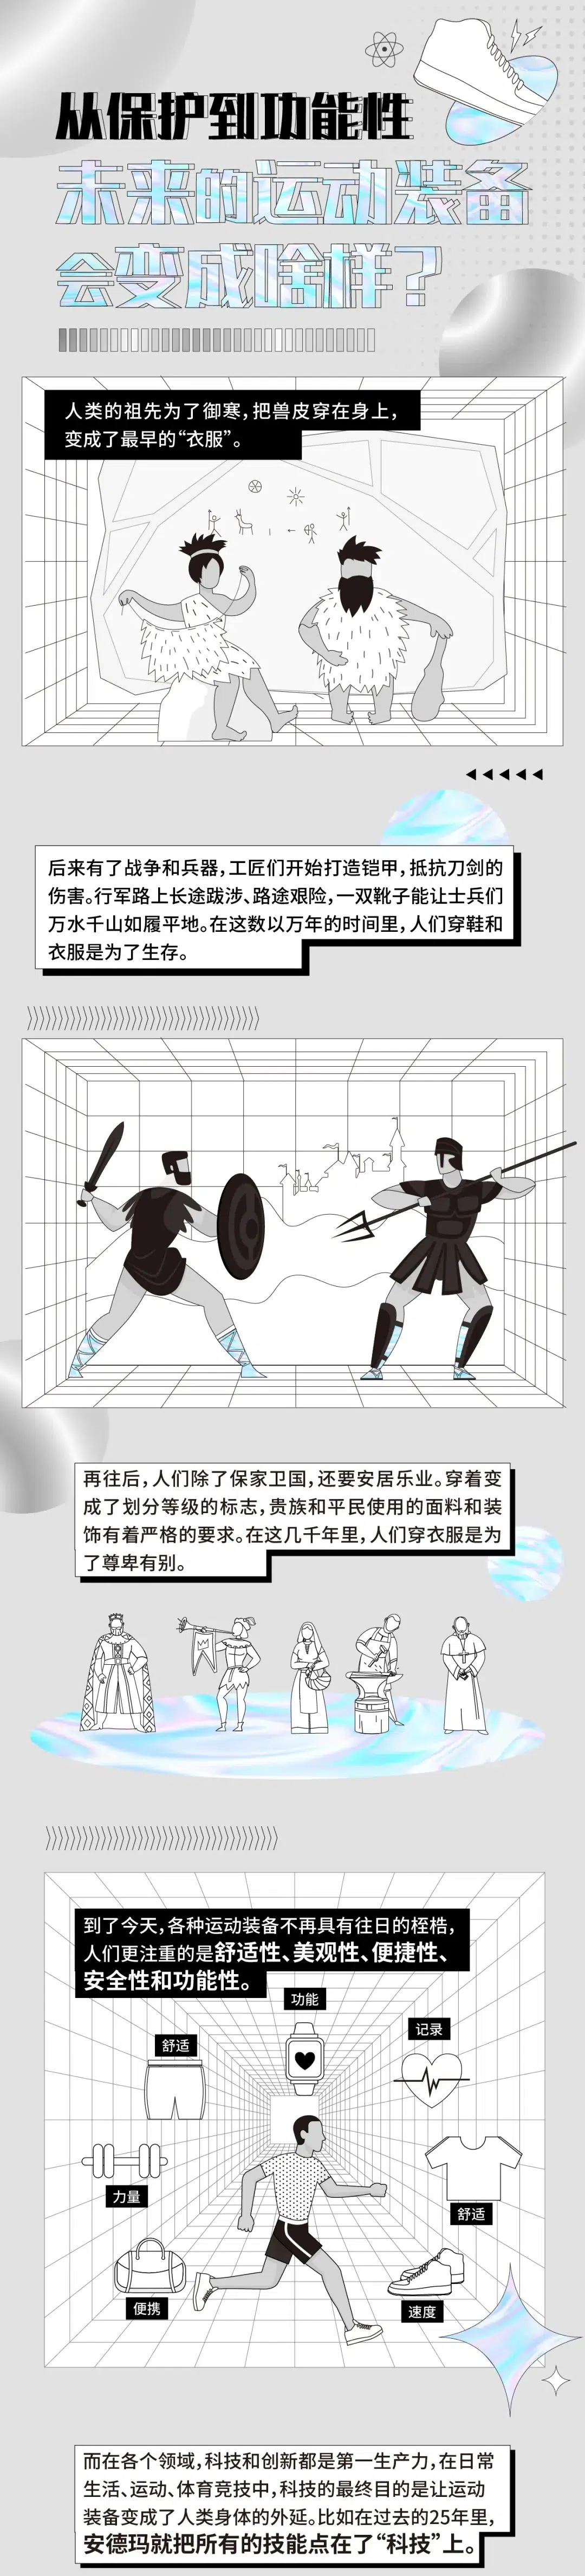 从保护到功能性
未来的运动装备
会变成啥样？
人类的祖先为了御寒，把兽皮穿在身上，
变成了最早的“衣服”。
后来有了战争和兵器，工匠们开始打造铠甲，抵抗刀剑的
伤害。行军路上长途跋涉、路途艰险，一双靴子能让士兵们
万水千山如履平地。在这数以万年的时间里，人们穿鞋和
衣服是为了生存。
再往后，人们除了保家卫国，还要安居乐业。穿着变
成了划分等级的标志，贵族和平民使用的面料和装
饰有着严格的要求。在这几千年里，人们穿衣服是为
了尊卑有别。
到了今天，各种运动装备不再具有往日的桎梏，
人们更注重的是舒适性、美观性、便捷性、
安全性和功能性。
功能
记录
舒适
力量
舒适
便携
速度
而在各个领域，科技和创新都是第一生产力，在日常
生活、运动、体育竞技中，科技的最终目的是让运动
装备变成了人类身体的外延。比如在过去的25年里，
安德玛就把所有的技能点在了“科技”上。